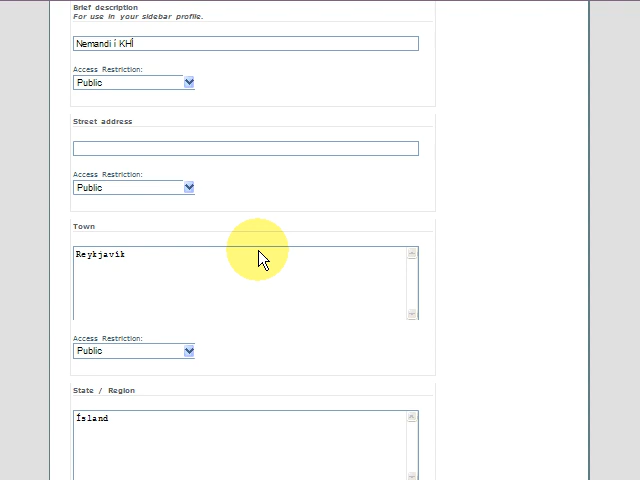 Brief description
For use in your sidebar profile.
Nemandi í KHÍ
Access Restriction:
Public
Street address
Access Restriction:
Public
Town
Reykjavík
Access Restriction:
Public
State / Region
Ísland